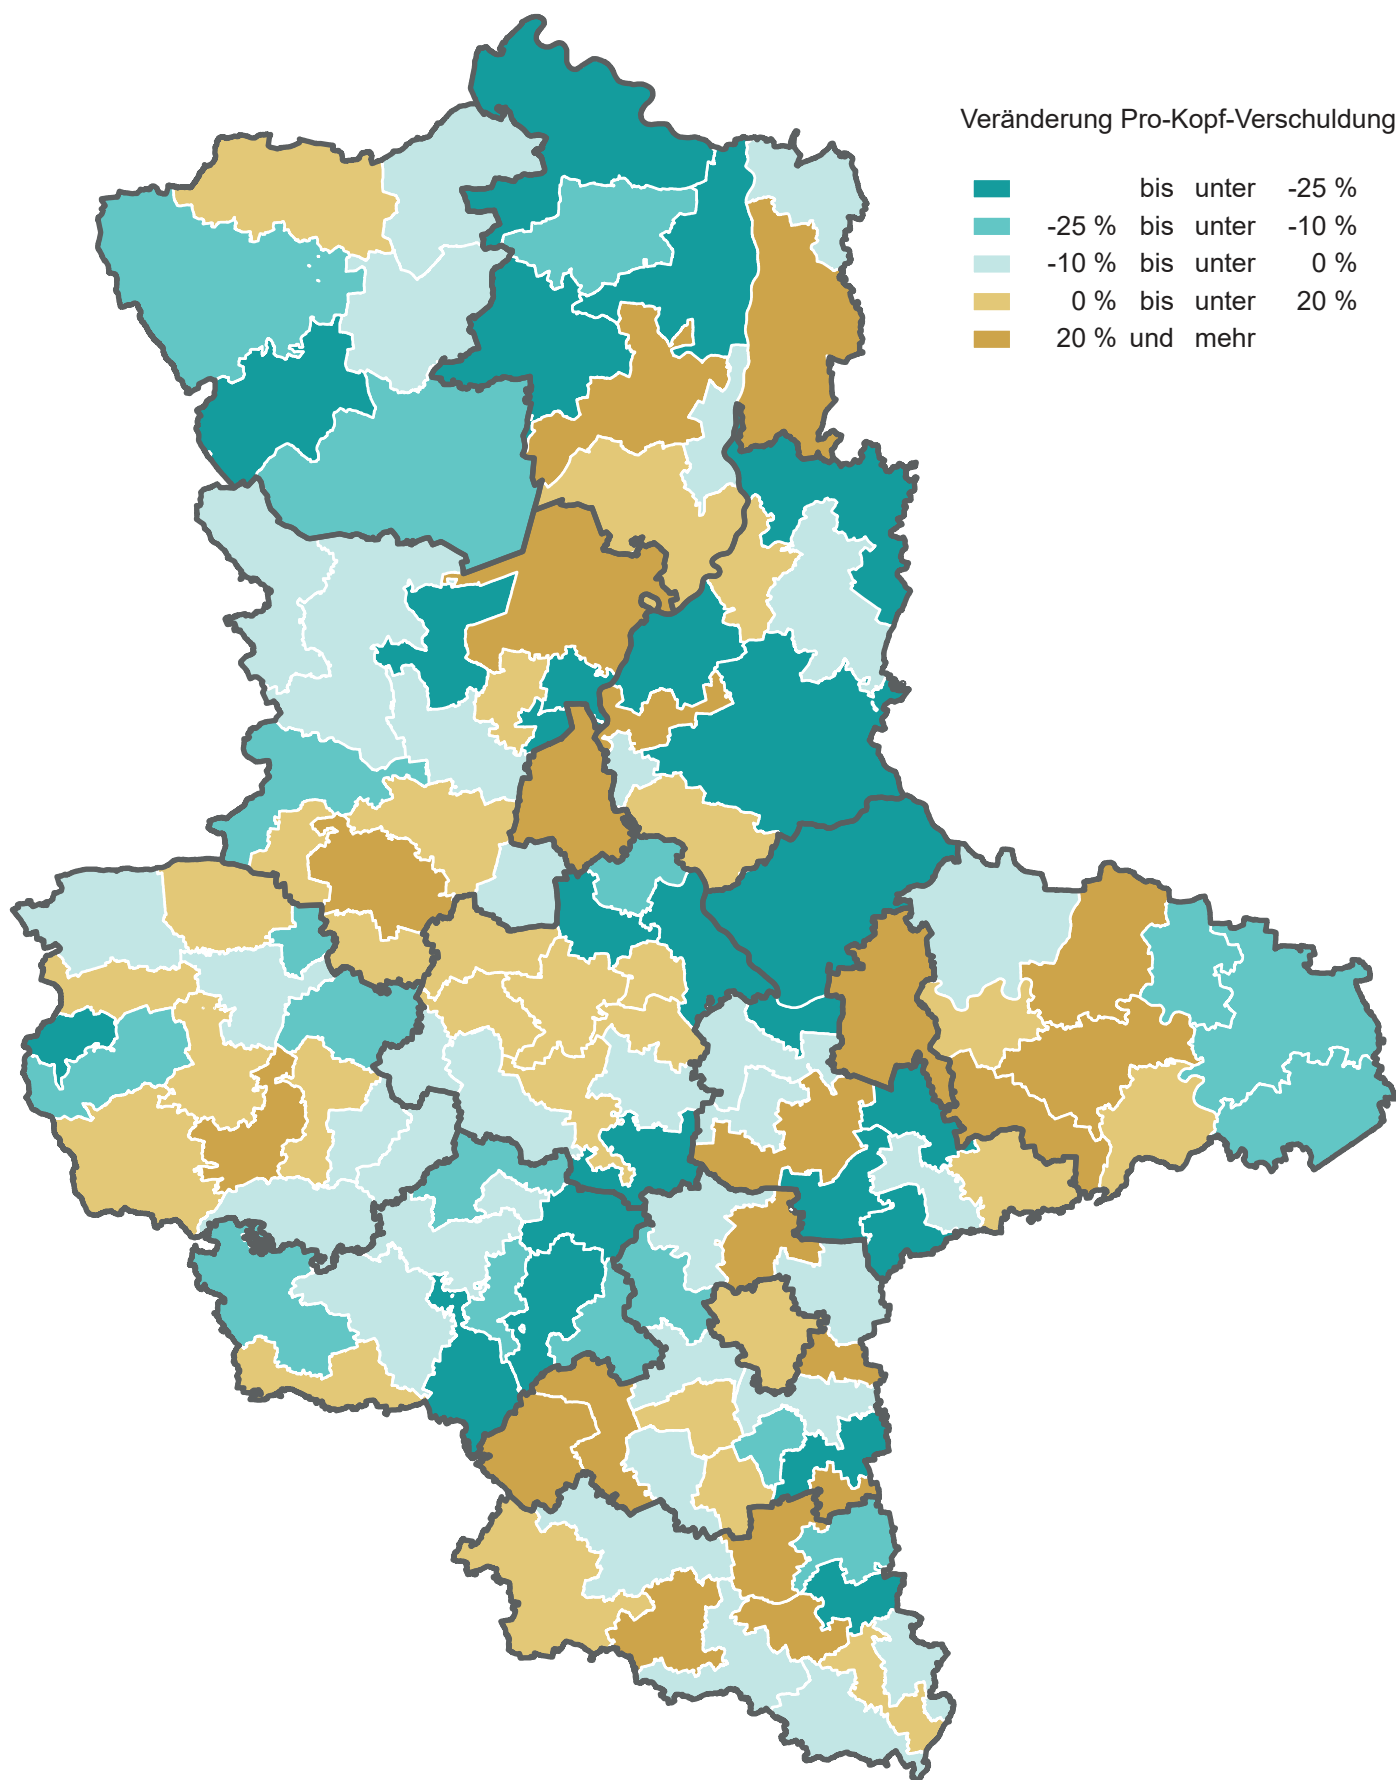 Veränderung Pro-Kopf-Verschuldung
bis unter -25 %
-25 % bis unter -10 %
-10 % bis unter 0 %
0 % bis unter 20 %
20 % und mehr